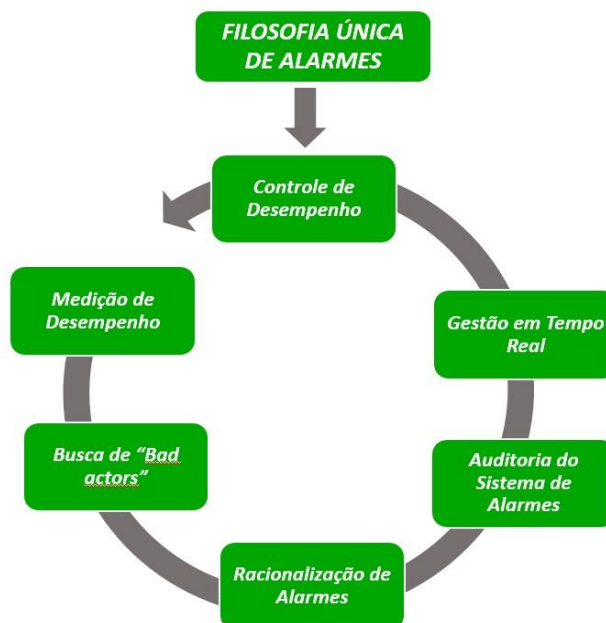 FILOSOFIA ÚNICA
DE ALARMES
Controle de
Desempenho
Medição de
Desempenho
Gestão em Tempo
Real
Busca de “Bad
actors”
Auditoria do
Sistema de
Alarmes
Racionalização de
Alarmes